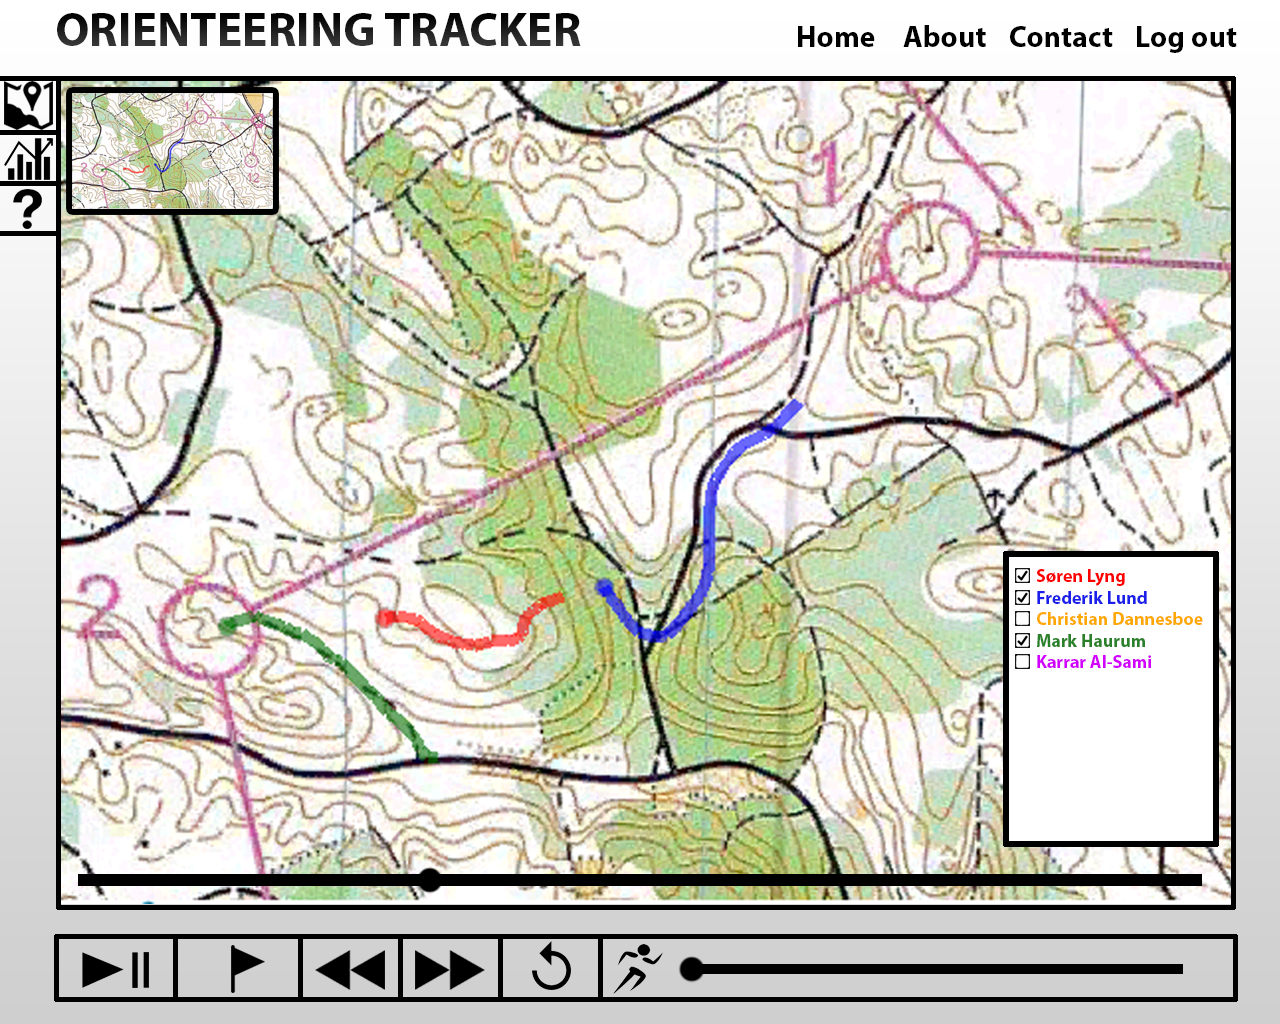 ORIENTEERING TRACKER
Home About Contact Log out
?
1
2
Søren Lyng
Frederik Lund
Christian Dannesboe
Mark Haurum
Karrar Al-Sami